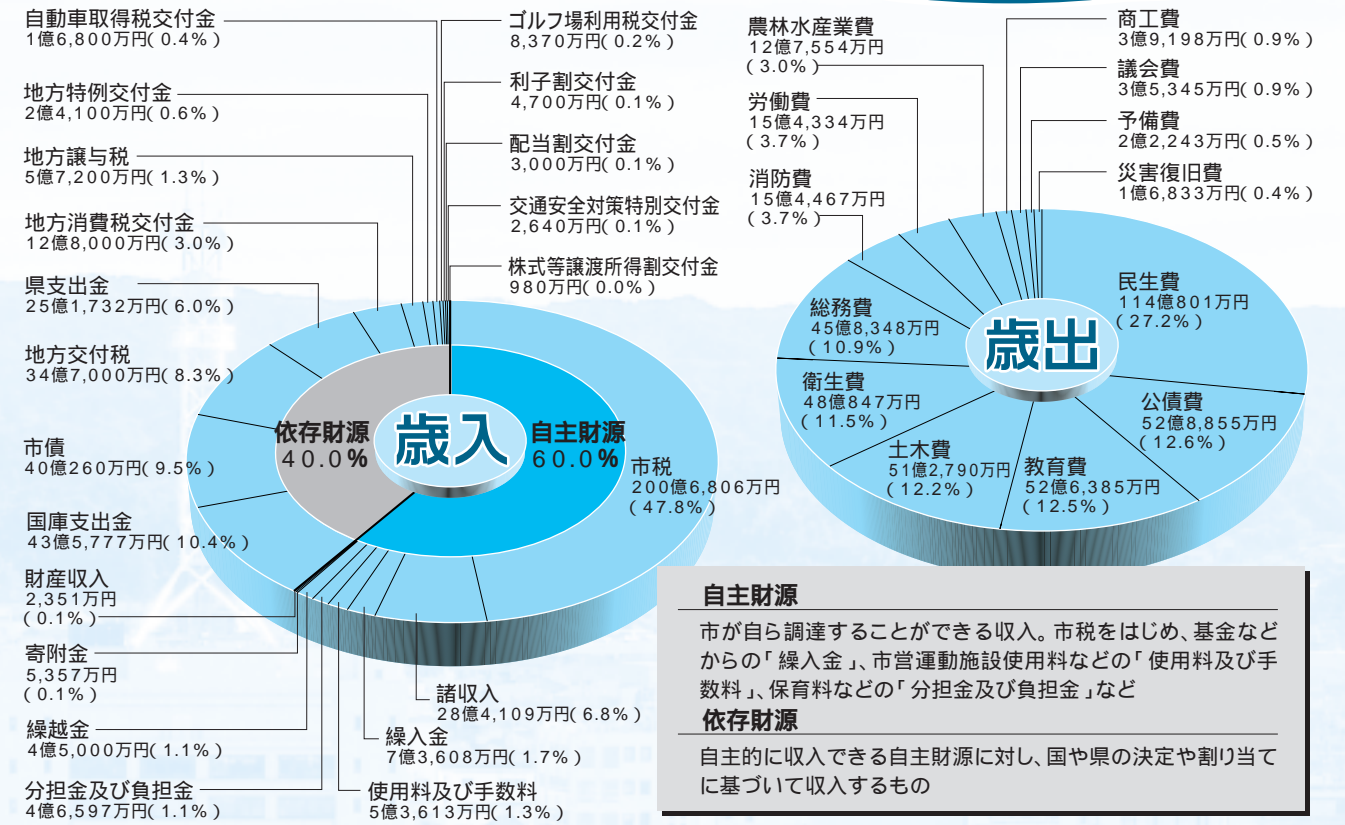 自動車取得税交付金
1億6,800万円(0.4%)
地方特例交付金
2億4,100万円(0.6%)
地方譲与税
5億7,200万円(1.3%)
地方消費税交付金
12億8,000万円(3.0%)
県支出金
25億1,732万円(6.0%)
地方交付税
34億7,000万円(8.3%)
市債
40億260万円(9.5%)
国庫支出金
43億5,777万円(10.4%)
財産収入
2,351万円
(0.1%)
寄附金
5,357万円
(0.1%)
繰越金
4億5,000万円(1.1%)
分担金及び負担金
4億6,597万円(1.1%)
ゴルフ場利用税交付金
8,370万円(0.2%)
利子割交付金
4,700万円(0.1%)
配当割交付金
3,000万円(0.1%)
交通安全対策特別交付金
2,640万円(0.1%)
株式等譲渡所得割交付金
980万円(0.0%)
依存財源
40.0%
歳入
自主財源
60.0%
市税
200億6,806万円
(47.8%)
諸収入
28億4,109万円(6.8%)
繰入金
7億3,608万円(1.7%)
使用料及び手数料
5億3,613万円(1.3%)
農林水産業費
12億7,554万円
(3.0%)
労働費
15億4,334万円
(3.7%)
消防費
15億4,467万円
(3.7%)
商工費
3億9,198万円(0.9%)
議会費
3億5,345万円(0.9%)
予備費
2億2,243万円(0.5%)
災害復旧費
1億6,833万円(0.4%)
総務費
45億8,348万円
(10.9%)
歳出
民生費
114億801万円
(27.2%)
衛生費
48億847万円
(11.5%)
公債費
52億8,855万円
(12.6%)
土木費
51億2,790万円
(12.2%)
教育費
52億6,385万円
(12.5%)
自主財源
市が自ら調達することができる収入。市税をはじめ、基金など
からの「繰入金」、市営運動施設使用料などの「使用料及び手
数料」、保育料などの「分担金及び負担金」など
依存財源
自主的に収入できる自主財源に対し、国や県の決定や割り当て
に基づいて収入するもの